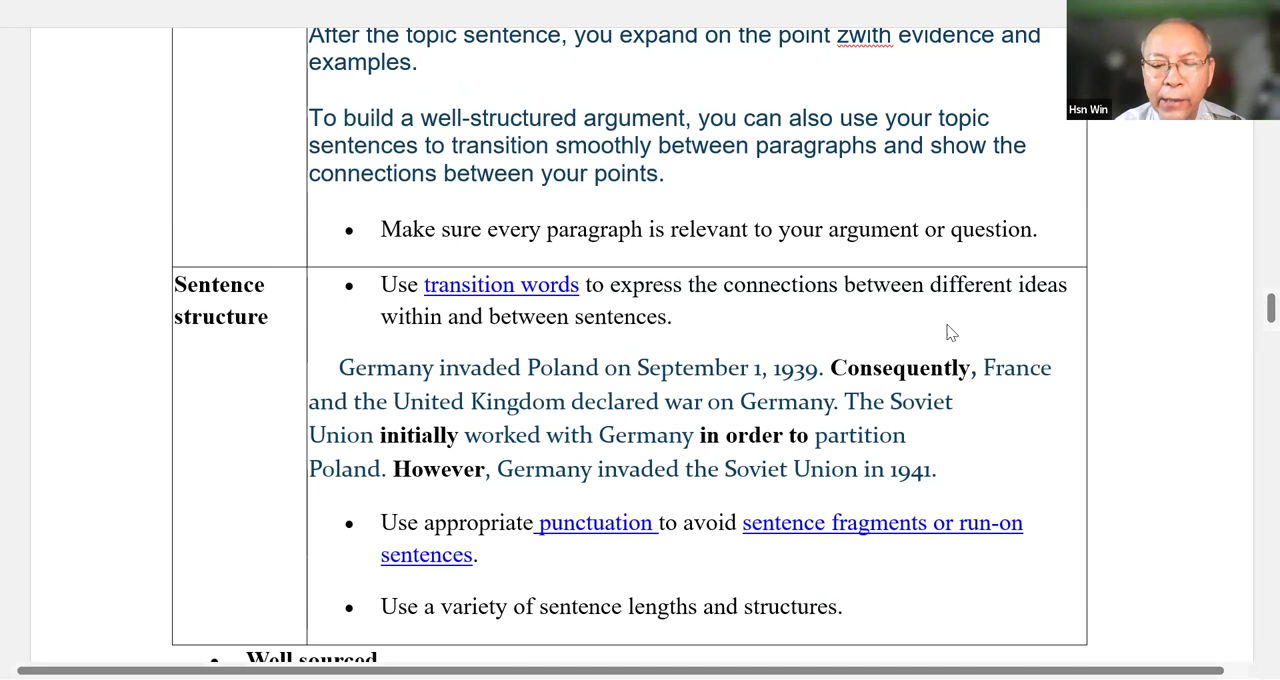 After the topic sentence, you expand on the point zwith evidence and
examples.
To build a well-structured argument, you can also use your topic
sentences to transition smoothly between paragraphs and show the
connections between your points.
• Make sure every paragraph is relevant to your argument or question.
Sentence
structure
• Use transition words to express the connections between different ideas
within and between sentences.
Germany invaded Poland on September 1, 1939. Consequently, France
and the United Kingdom declared war on Germany. The Soviet
Union initially worked with Germany in order to partition
Poland. However, Germany invaded the Soviet Union in 1941.
• Use appropriate punctuation to avoid sentence fragments or run-on
sentences.
• Use a variety of sentence lengths and structures.
• Well sourced
Hsn Win